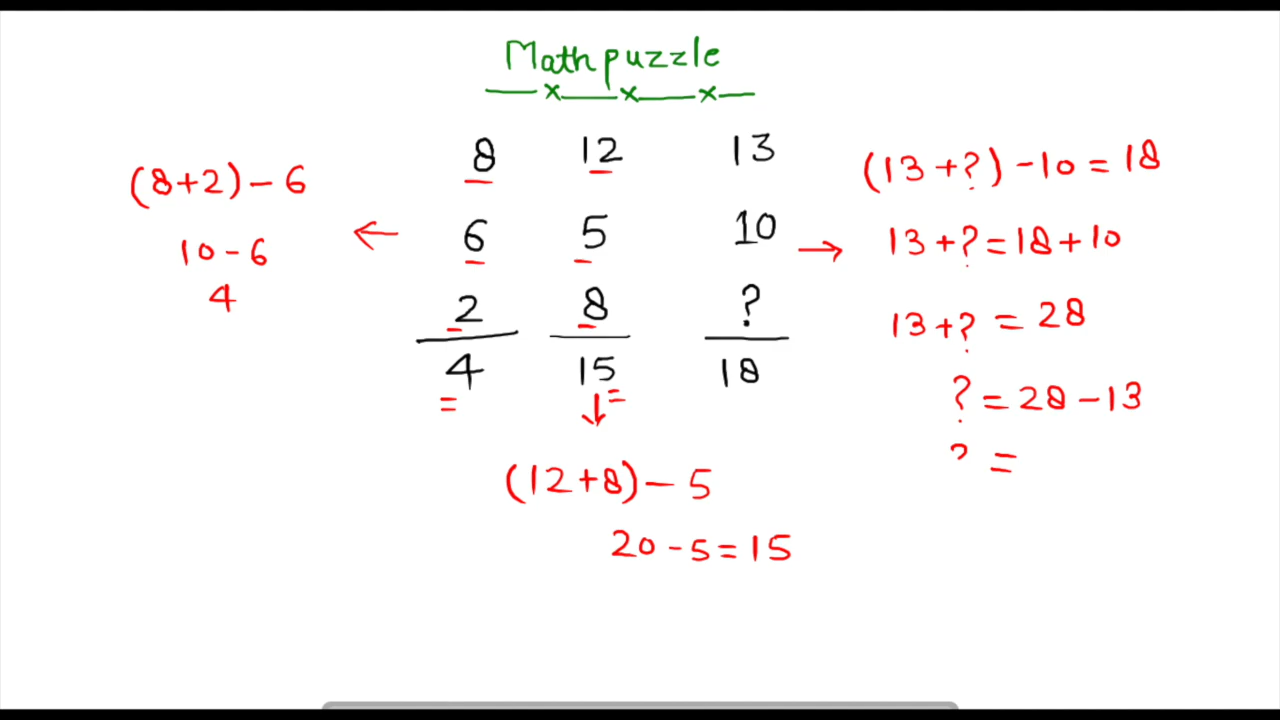 Math puzzle
8 12 13
6 5 10
2 8 ?
4 15 18
(8+2)-6
10-6
4
(12+8)-5
20-5=15
(13+?)-10=18
13+?=18+10
13+?=28
?=28-13
?=